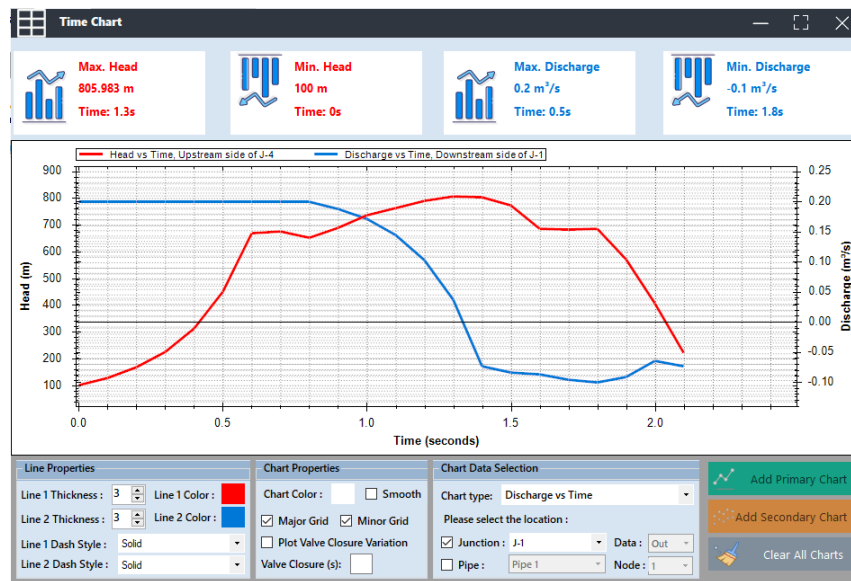 Time Chart
Max. Head
805.983 m
Time: 1.3s
Min. Head
100 m
Time: 0s
Max. Discharge
0.2 m³/s
Time: 0.5s
Min. Discharge
-0.1 m³/s
Time: 1.8s
Head vs Time, Upstream side of J-4 Discharge vs Time, Downstream side of J-1
900
800
700
600
500
400
300
200
100
Head (m)
0.25
0.20
0.15
0.10
0.05
0.00
-0.05
-0.10
Discharge (m³/s)
0.0 0.5 1.0 1.5 2.0
Time (seconds)
Line Properties
Line 1 Thickness : 3 Line 1 Color :
Line 2 Thickness : 3 Line 2 Color :
Line 1 Dash Style : Solid
Line 2 Dash Style : Solid
Chart Properties
Chart Color : Smooth
Major Grid Minor Grid
Plot Valve Closure Variation
Valve Closure (s):
Chart Data Selection
Chart type: Discharge vs Time
Please select the location :
Junction : J-1 Data : Out
Pipe : Pipe 1 Node : 1
Add Primary Chart
Add Secondary Chart
Clear All Charts